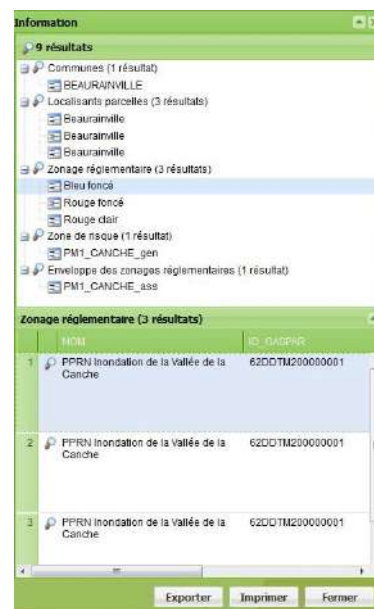 Information
9 résultats
Communes (1 résultat)
BEAURAINVILLE
Localisants parcelles (3 résultats)
Beaurainville
Beaurainville
Beaurainville
Zonage réglementaire (3 résultats)
Bleu foncé
Rouge foncé
Rouge clair
Zone de risque (1 résultat)
PM1_CANCHE_gen
Enveloppe des zonages réglementaires (1 résultat)
PM1_CANCHE_ass
Zonage réglementaire (3 résultats)
NOM ID_GASPAR
1 PPRN Inondation de la Vallée de la 62DDTM200000001
Canche
2 PPRN Inondation de la Vallée de la 62DDTM200000001
Canche
3 PPRN Inondation de la Vallée de la 62DDTM200000001
Canche
Exporter Imprimer Fermer